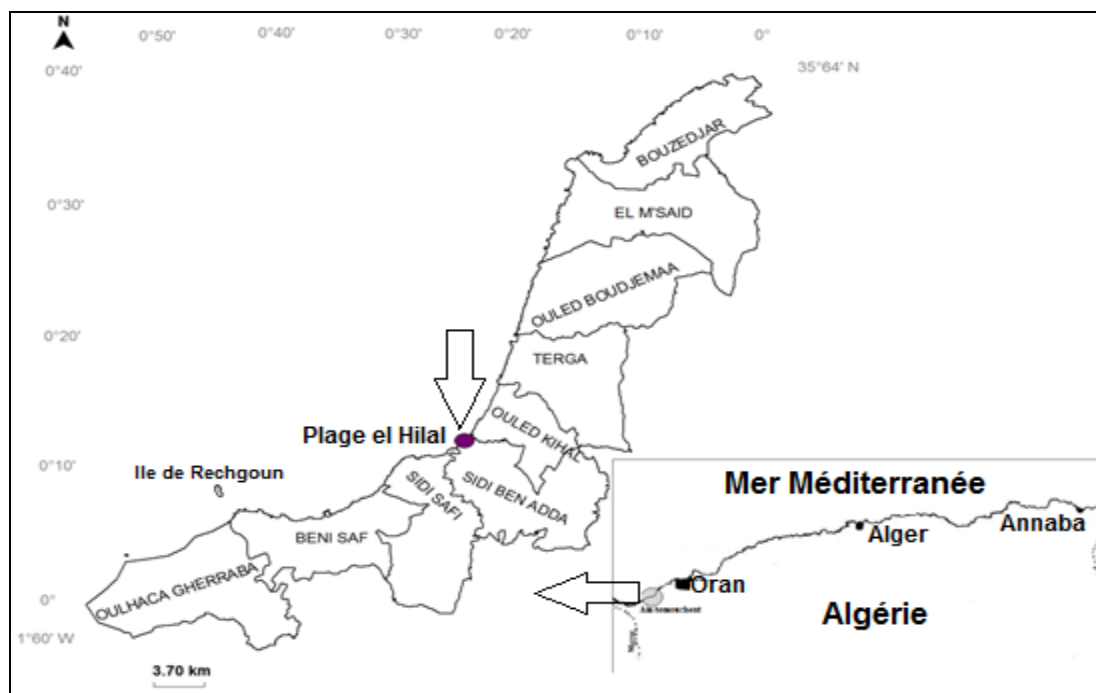 N
0°50'
0°40'
0°30'
0°20'
0°10'
0°
0°40'
35°64' N
BOUZEDJAR
0°30'
EL M'SAID
OULED BOUDJEMAA
0°20'
TERGA
OULED KIHAL
Plage el Hilal
0°10'
Ile de Rechgoun
SIDI SAFI
SIDI BEN ADDA
Mer Méditerranée
Annaba
Alger
BENI SAF
OULHACA GHERRABA
Oran
0°
Algérie
1°60' W
3.70 km